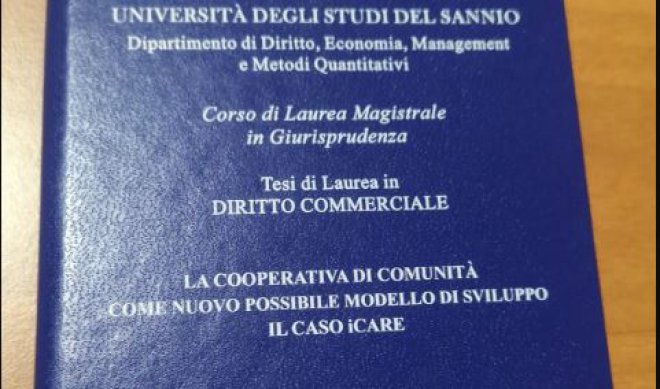 UNIVERSITÀ DEGLI STUDI DEL SANNIO
Dipartimento di Diritto, Economia, Management
e Metodi Quantitativi
Corso di Laurea Magistrale
in Giurisprudenza
Tesi di Laurea in
DIRITTO COMMERCIALE
LA COOPERATIVA DI COMUNITÀ
COME NUOVO POSSIBILE MODELLO DI SVILUPPO
IL CASO iCARE